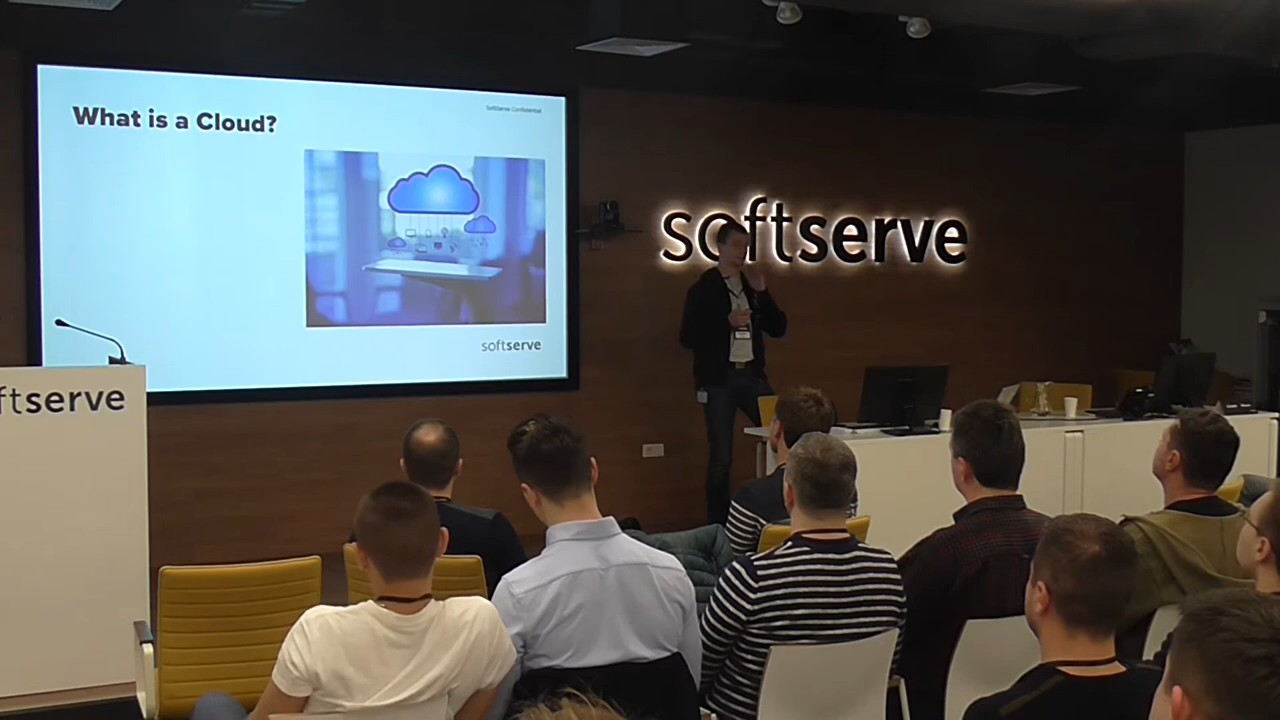 SoftServe Confidential
What is a Cloud?
softserve
softserve
ftserve